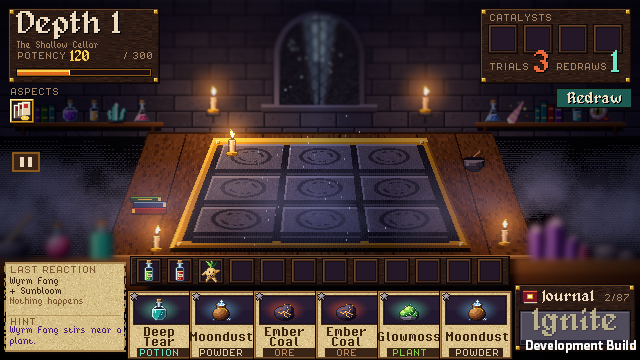 Depth 1
The Shallow Cellar
POTENCY 120 / 300
ASPECTS
CATALYSTS
TRIALS 3 REDRAWS 1
Redraw
LAST REACTION
Wyrm Fang
+ Sunbloom
Nothing happens
HINT
Wyrm Fang stirs near a
plant.
Deep
Tear
POTION
Moondust
POWDER
Ember
Coal
ORE
Ember
Coal
ORE
Glowmoss
PLANT
Moondust
POWDER
Journal 2/87
Ignite
Development Build